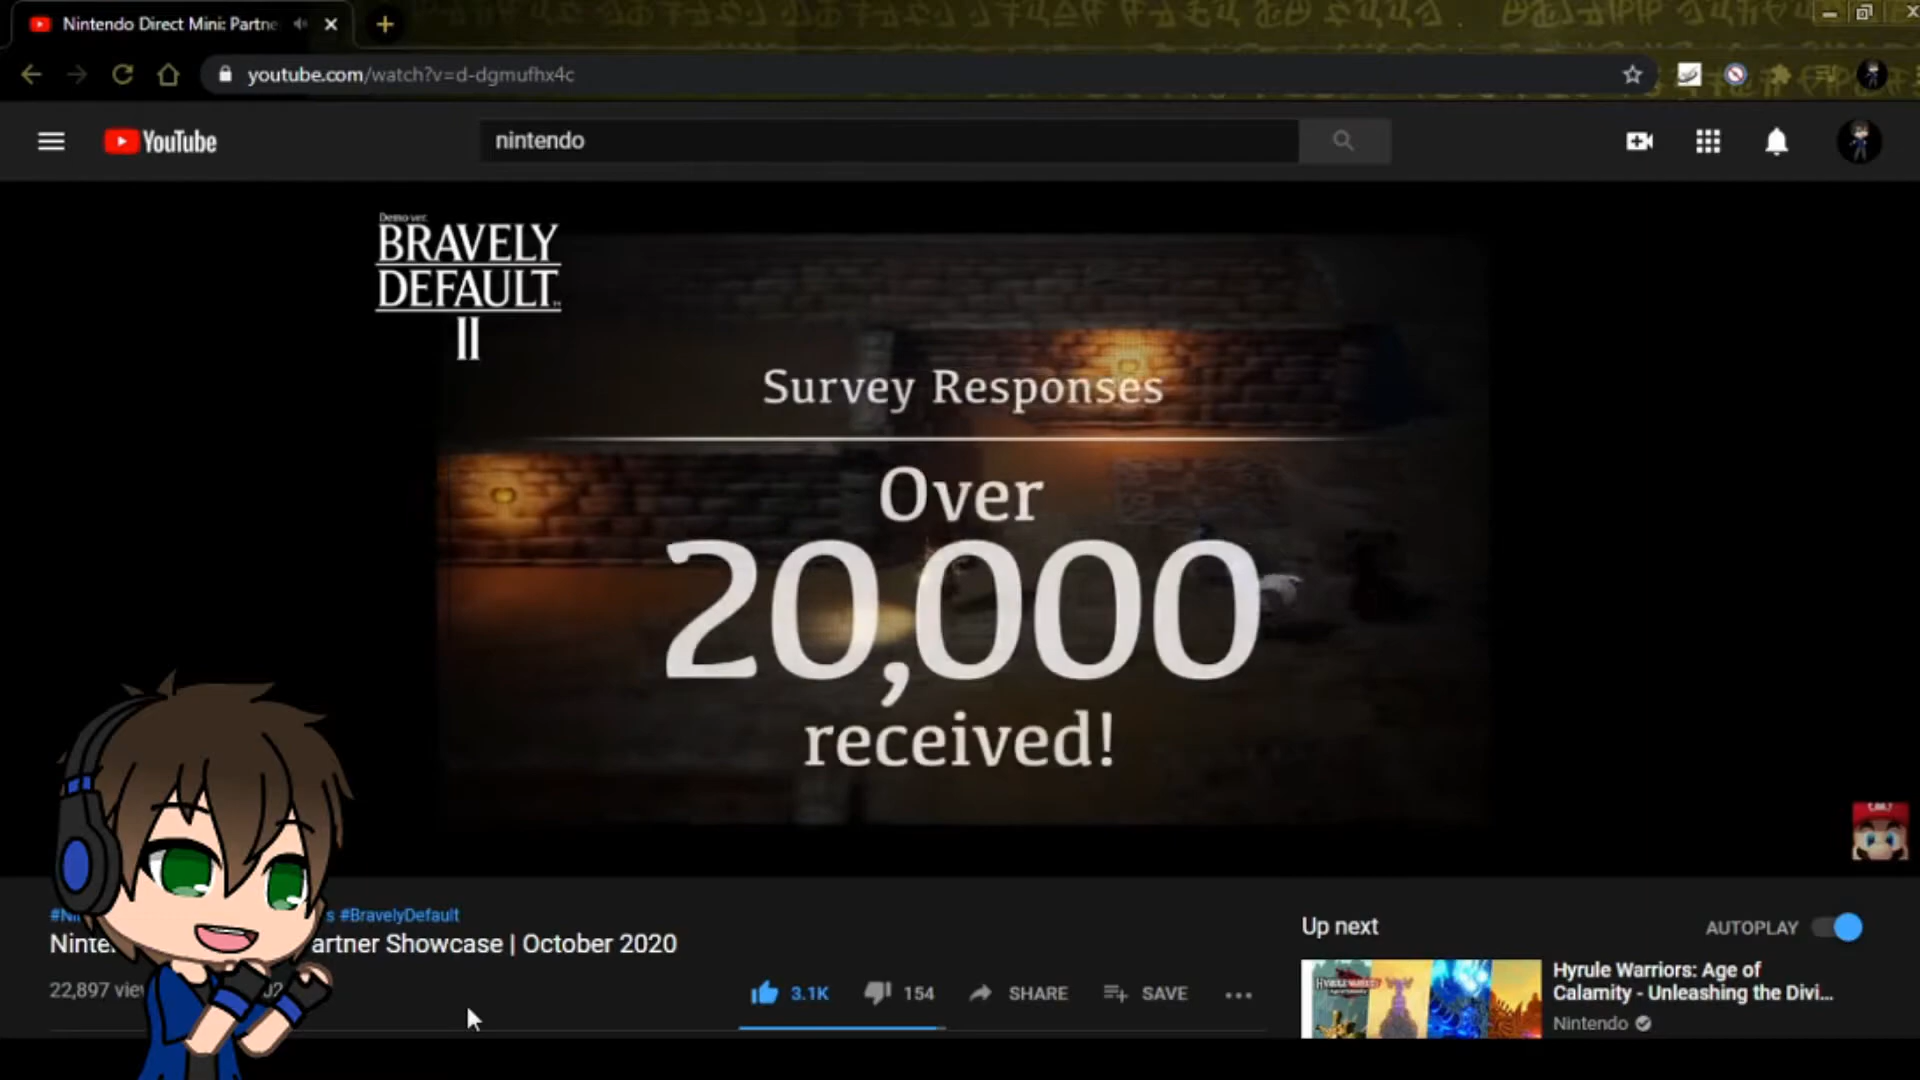 Nintendo Direct Mini: Partne
youtube.com/watch?v=d-dgmufhx4c
YouTube
nintendo
Demo ver.
BRAVELY
DEFAULT
II
Survey Responses
Over
20,000
received!
#BravelyDefault
artner Showcase | October 2020
22,897
3.1K
154
SHARE
SAVE
Up next
AUTOPLAY
Hyrule Warriors: Age of
Calamity - Unleashing the Divi...
Nintendo